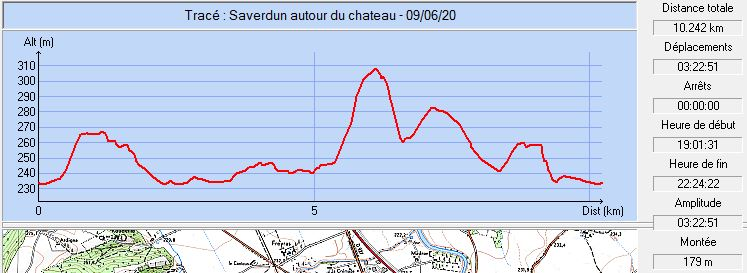 Tracé : Saverdun autour du chateau - 09/06/20
Alt (m)
310
300
290
280
270
260
250
240
230
0
5
Dist (km)
Distance totale
10.242 km
Déplacements
03:22:51
Arrêts
00:00:00
Heure de début
19:01:31
Heure de fin
22:24:22
Amplitude
03:22:51
Montée
179 m